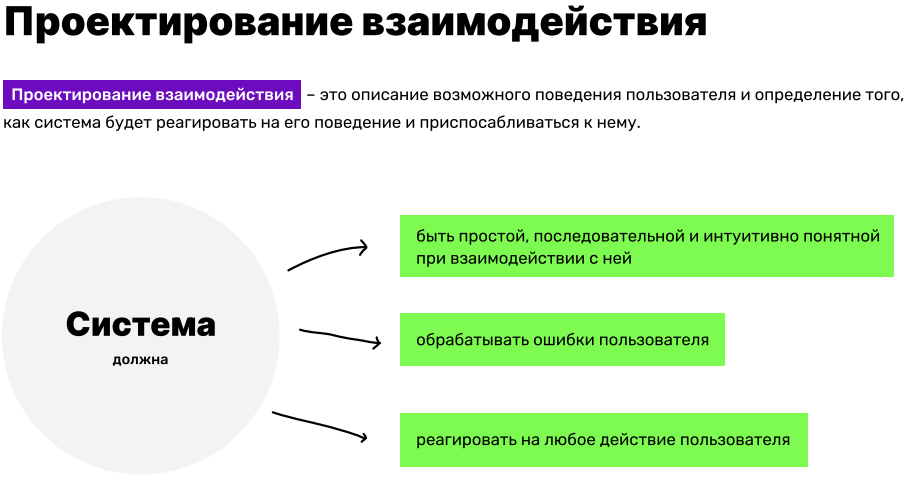 Проектирование взаимодействия
Проектирование взаимодействия – это описание возможного поведения пользователя и определение того,
как система будет реагировать на его поведение и приспосабливаться к нему.
Система
должна
быть простой, последовательной и интуитивно понятной
при взаимодействии с ней
обрабатывать ошибки пользователя
реагировать на любое действие пользователя